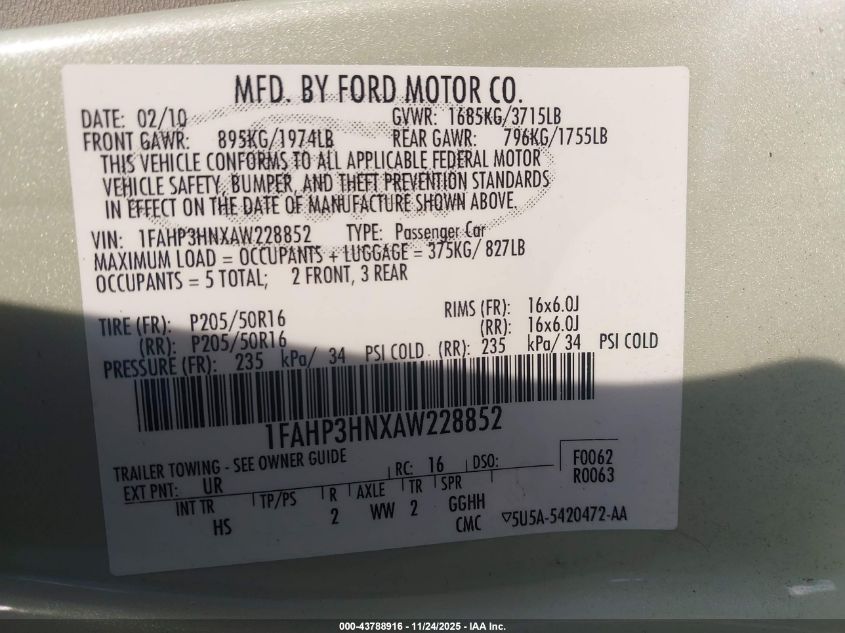 MFD. BY FORD MOTOR CO.
DATE: 02/10 GVWR: 1685KG/3715LB
FRONT GAWR: 895KG/1974LB REAR GAWR: 796KG/1755LB
THIS VEHICLE CONFORMS TO ALL APPLICABLE FEDERAL MOTOR
VEHICLE SAFETY, BUMPER, AND THEFT PREVENTION STANDARDS
IN EFFECT ON THE DATE OF MANUFACTURE SHOWN ABOVE.
VIN: 1FAHP3HNXAW228852 TYPE: Passenger Car
MAXIMUM LOAD = OCCUPANTS + LUGGAGE = 375KG/ 827LB
OCCUPANTS = 5 TOTAL; 2 FRONT, 3 REAR
TIRE (FR): P205/50R16 RIMS (FR): 16x6.0J
(RR): P205/50R16 (RR): 16x6.0J
PRESSURE (FR): 235 kPa/ 34 PSI COLD (RR): 235 kPa/ 34 PSI COLD
1FAHP3HNXAW228852
TRAILER TOWING - SEE OWNER GUIDE
EXT PNT: UR RC: 16 DSO: F0062
R0063
INT TR TP/PS R AXLE TR SPR
HS 2 WW 2 GGHH
CMC ▽5U5A-5420472-AA
000-43788916 - 11/24/2025 - IAA Inc.